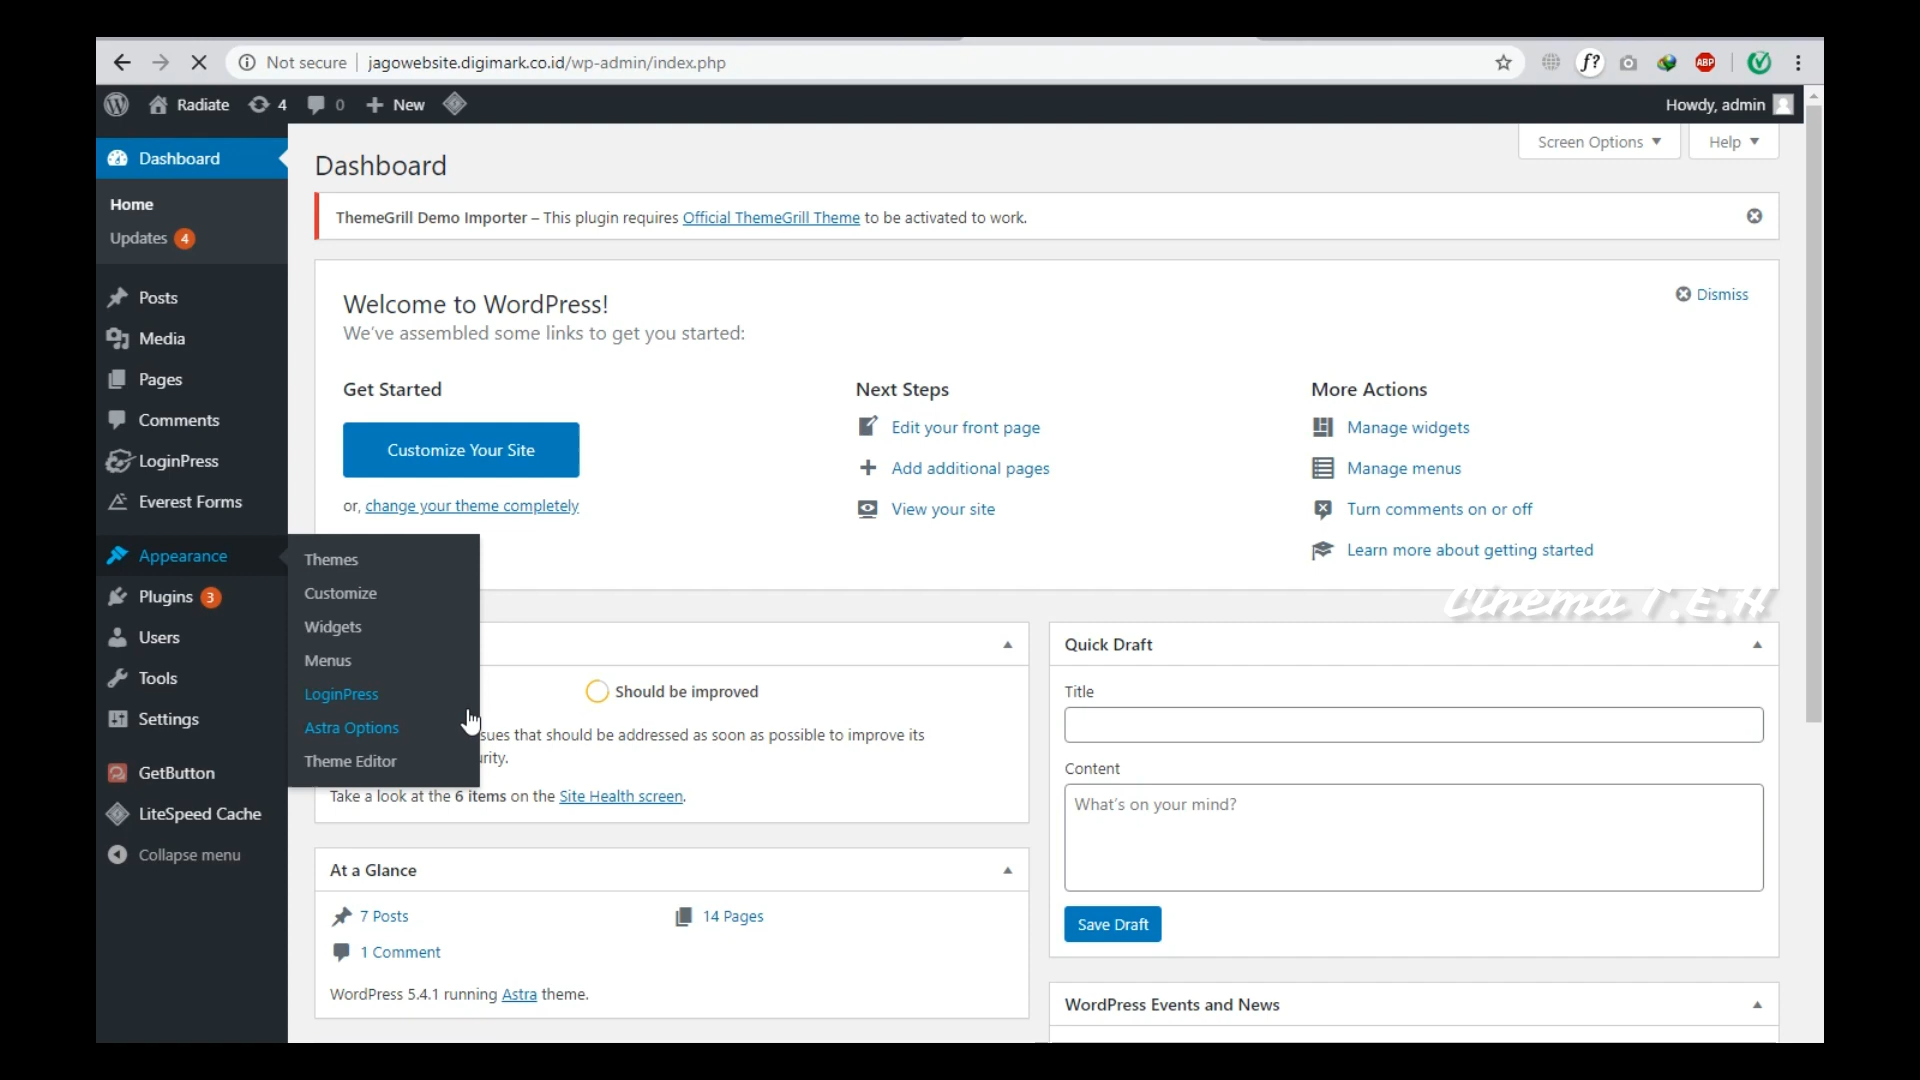 Not secure | jagowebsite.digimark.co.id/wp-admin/index.php
f?
ABP
Radiate 4 0 New
Howdy, admin
Dashboard
Home
Updates 4
Posts
Media
Pages
Comments
LoginPress
Everest Forms
Appearance
Plugins 3
Users
Tools
Settings
GetButton
LiteSpeed Cache
Collapse menu
Themes
Customize
Widgets
Menus
LoginPress
Astra Options
Theme Editor
Screen Options
Help
Dashboard
ThemeGrill Demo Importer – This plugin requires Official ThemeGrill Theme to be activated to work.
Welcome to WordPress!
We've assembled some links to get you started:
Dismiss
Get Started
Customize Your Site
or, change your theme completely
Next Steps
Edit your front page
Add additional pages
View your site
More Actions
Manage widgets
Manage menus
Turn comments on or off
Learn more about getting started
Cinema T.E.H
Should be improved
sues that should be addressed as soon as possible to improve its
rity.
Take a look at the 6 items on the Site Health screen.
At a Glance
7 Posts
14 Pages
1 Comment
WordPress 5.4.1 running Astra theme.
Quick Draft
Title
Content
What's on your mind?
Save Draft
WordPress Events and News